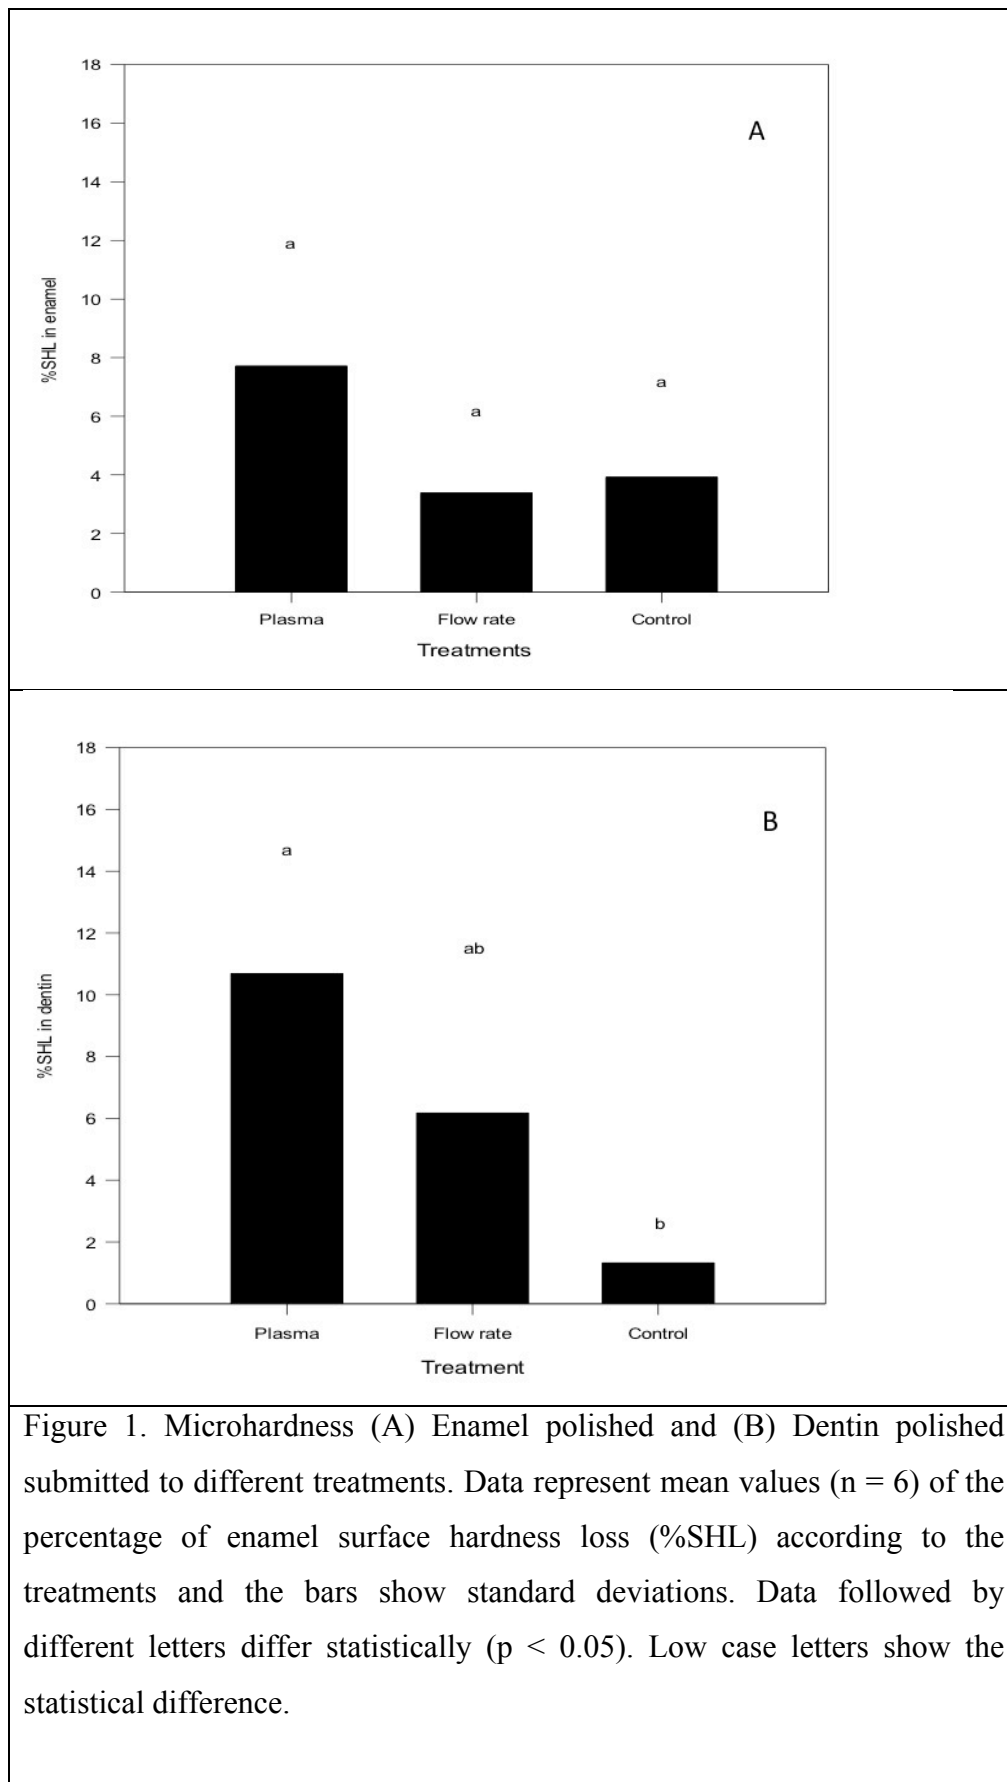 18
16
14
12
10
8
6
4
2
0
%SHL in enamel
A
a
a
a
Plasma Flow rate Control
Treatments
18
16
14
12
10
8
6
4
2
0
%SHL in dentin
B
a
ab
b
Plasma Flow rate Control
Treatment
Figure 1. Microhardness (A) Enamel polished and (B) Dentin polished
submitted to different treatments. Data represent mean values (n = 6) of the
percentage of enamel surface hardness loss (%SHL) according to the
treatments and the bars show standard deviations. Data followed by
different letters differ statistically (p < 0.05). Low case letters show the
statistical difference.